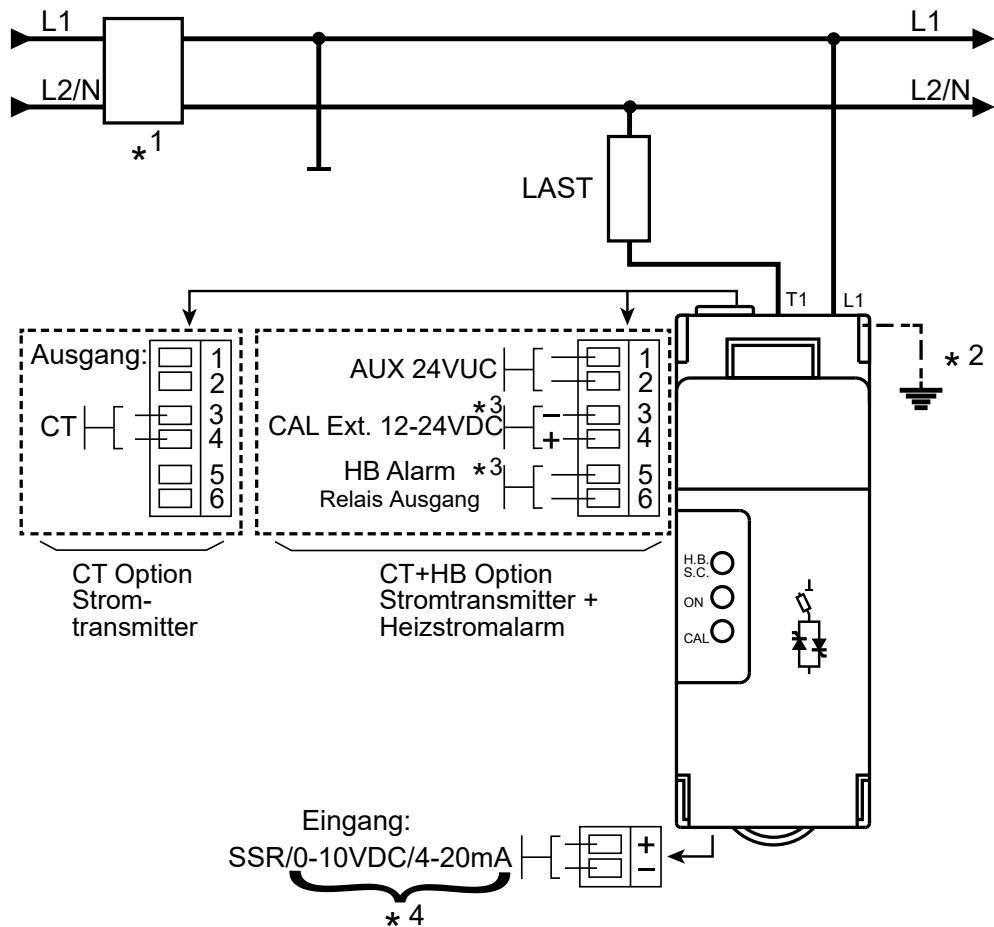 L1
L1
L2/N
L2/N
*1
LAST
T1
L1
*2
Ausgang:
1
2
CT
3
4
5
6
AUX 24VUC
1
2
*3
CAL Ext. 12-24VDC
−
+
3
4
HB Alarm *3
Relais Ausgang
5
6
CT Option
Strom-
transmitter
CT+HB Option
Stromtransmitter +
Heizstromalarm
H.B.
S.C.
ON
CAL
Eingang:
SSR/0-10VDC/4-20mA
+
−
*4